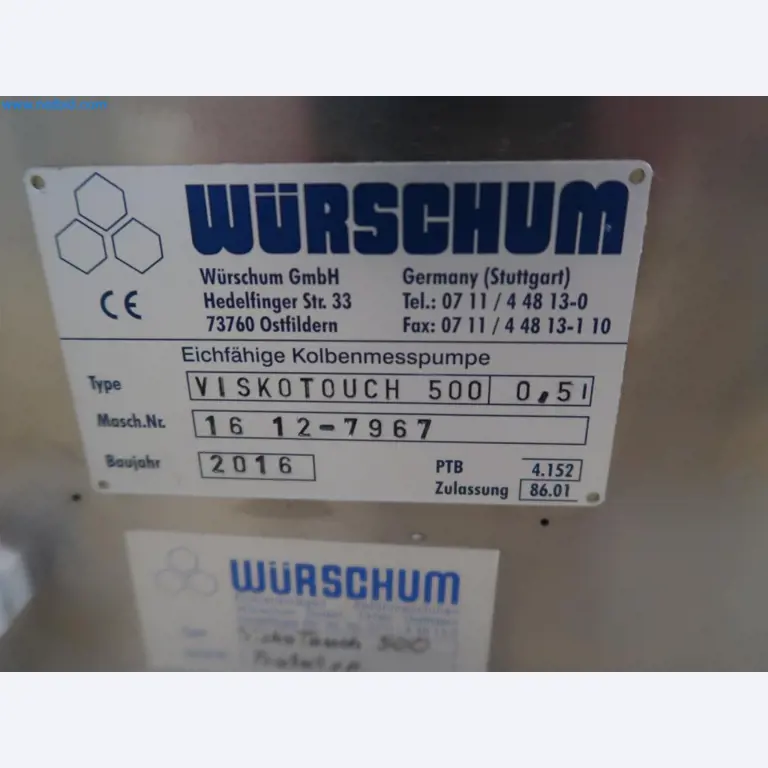 WÜRSCHUM
Würschum GmbH
Hedelfinger Str. 33
73760 Ostfildern
Germany (Stuttgart)
Tel.: 07 11 / 4 48 13-0
Fax: 07 11 / 4 48 13-1 10
CE
Eichfähige Kolbenmesspumpe
Type VISKOTOUCH 500 0,5l
Masch.Nr. 16 12-7967
Baujahr 2016
PTB 4.152
Zulassung 86.01
WÜRSCHUM
500